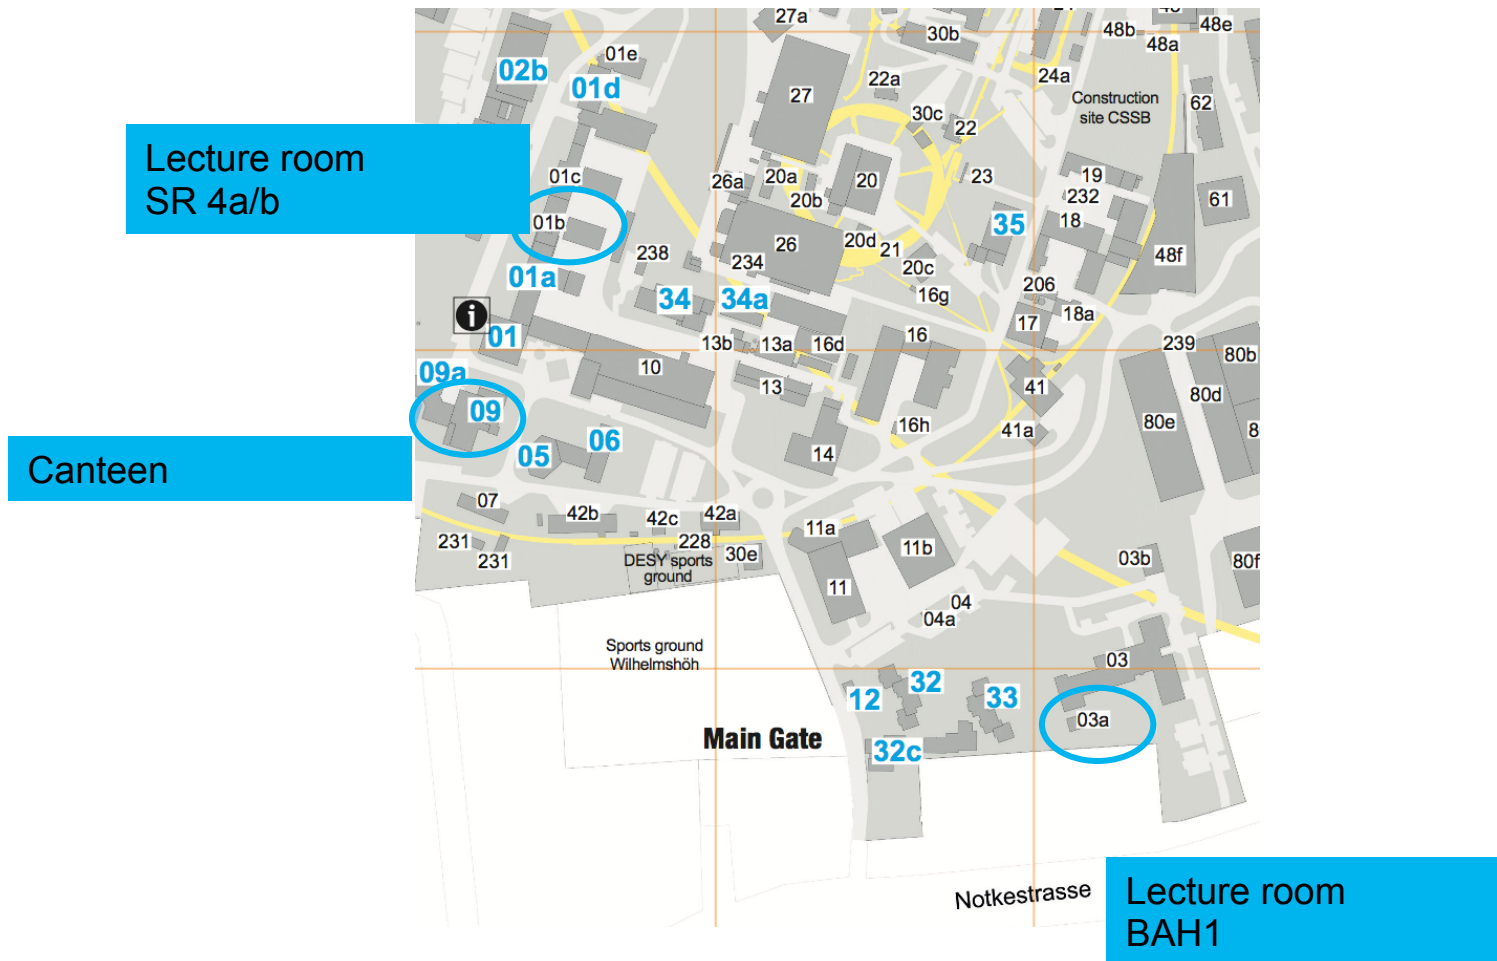 27a
30b
48b
48a
48e
02b
01e
01d
27
22a
24a
Construction
site CSSB
62
30c
22
Lecture room
SR 4a/b
01c
26a
20a
20b
20
23
19
232
61
01b
238
26
234
20d
21
20c
35
18
48f
01a
34
34a
16g
206
18a
17
01
13b
13a
16d
16
239
80b
09a
10
13
41
80d
09
80e
8
05
06
16h
41a
14
Canteen
07
42b
42c
42a
11a
231
231
228
30e
DESY sports
ground
11b
03b
80f
11
04
04a
Sports ground
Wilhelmshöh
03
12
32
33
03a
Main Gate
32c
Notkestrasse
Lecture room
BAH1